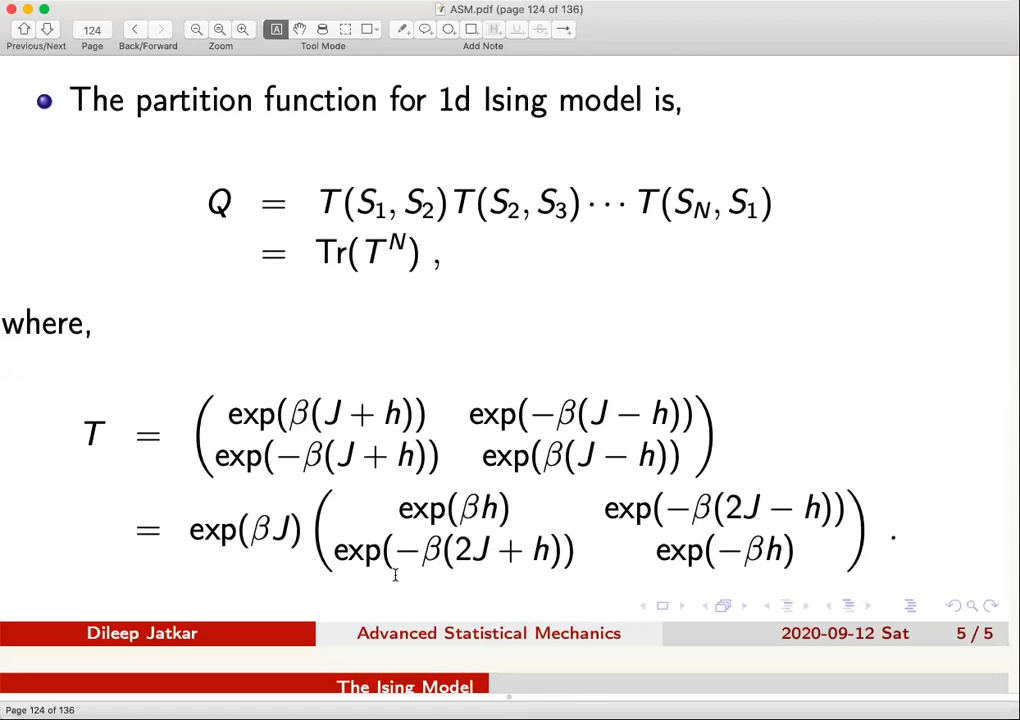 ASM.pdf (page 124 of 136)
124
Previous/Next Page Back/Forward Zoom Tool Mode Add Note
The partition function for 1d Ising model is,
Q = T(S₁, S₂)T(S₂, S₃)··· T(S_N, S₁)
= Tr(T^N) ,
where,
T = ( exp(β(J + h)) exp(−β(J − h))
exp(−β(J + h)) exp(β(J − h)) )
= exp(βJ) ( exp(βh) exp(−β(2J − h))
exp(−β(2J + h)) exp(−βh) ) .
Dileep Jatkar Advanced Statistical Mechanics 2020-09-12 Sat 5 / 5
The Ising Model
Page 124 of 136